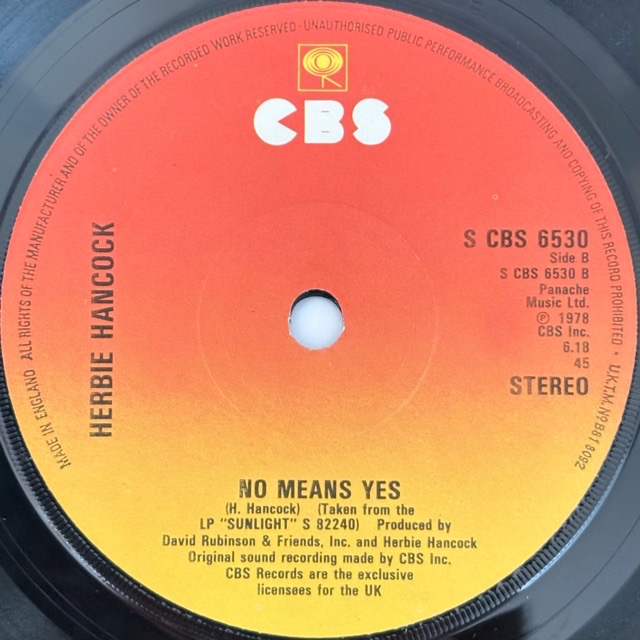 MADE IN ENGLAND ALL RIGHTS OF THE MANUFACTURER AND OF THE OWNER OF THE RECORDED WORK RESERVED - UNAUTHORISED PUBLIC PERFORMANCE BROADCASTING AND COPYING OF THIS RECORD PROHIBITED • U.K.T.M. Nº B618092
CBS
HERBIE HANCOCK
S CBS 6530
Side B
S CBS 6530 B
Panache
Music Ltd.
℗ 1978
CBS Inc.
6.18
45
STEREO
NO MEANS YES
(H. Hancock) (Taken from the
LP "SUNLIGHT" S 82240) Produced by
David Rubinson & Friends, Inc. and Herbie Hancock
Original sound recording made by CBS Inc.
CBS Records are the exclusive
licensees for the UK